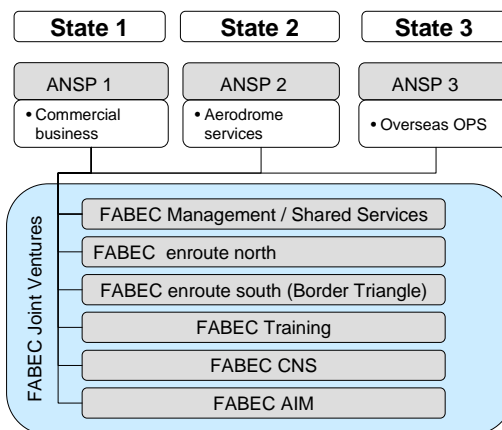 State 1
State 2
State 3
ANSP 1
ANSP 2
ANSP 3
• Commercial
business
• Aerodrome
services
• Overseas OPS
FABEC Joint Ventures
FABEC Management / Shared Services
FABEC enroute north
FABEC enroute south (Border Triangle)
FABEC Training
FABEC CNS
FABEC AIM